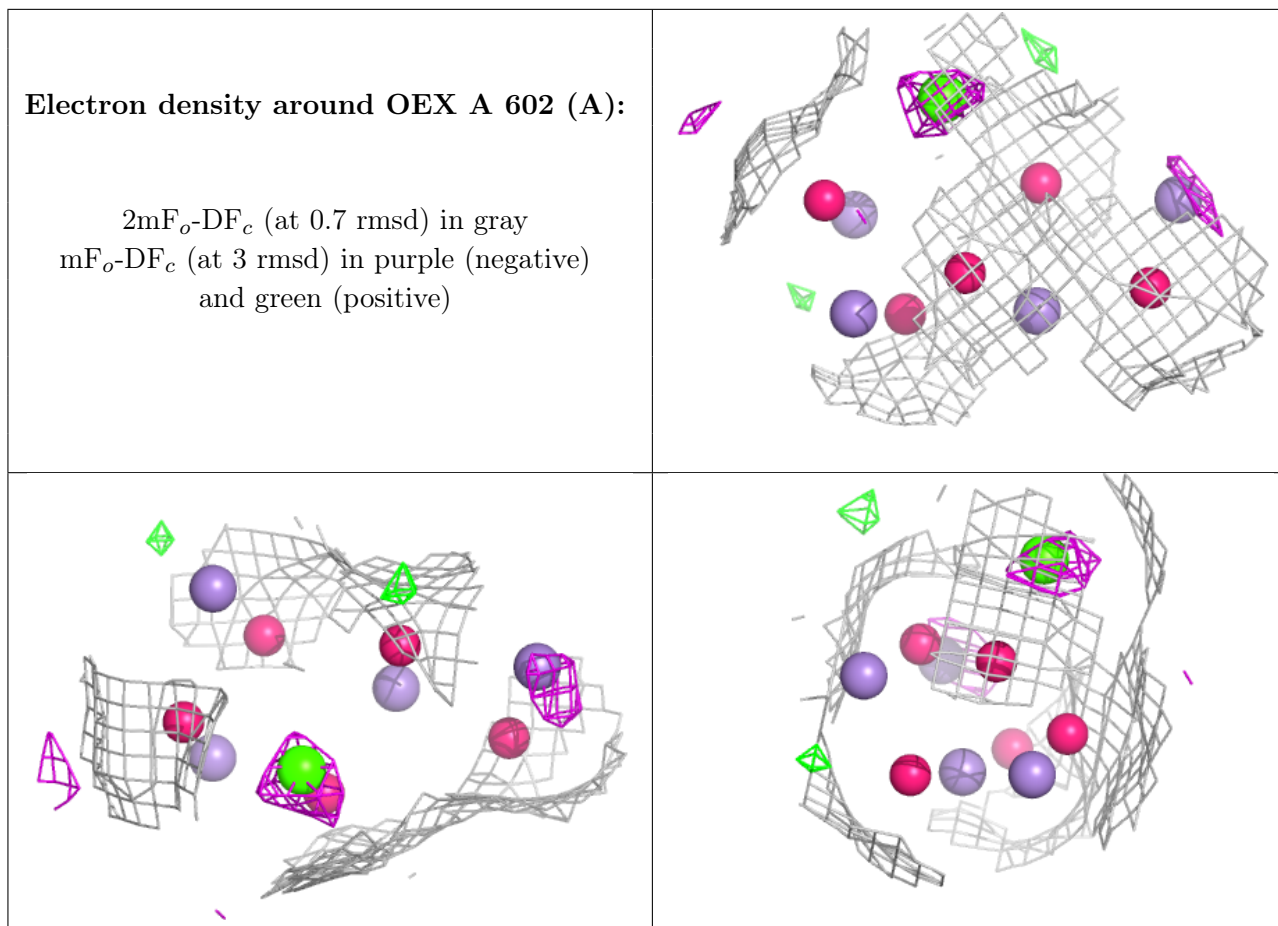 Electron density around OEX A 602 (A):
2mFo-DFc (at 0.7 rmsd) in gray
mFo-DFc (at 3 rmsd) in purple (negative)
and green (positive)